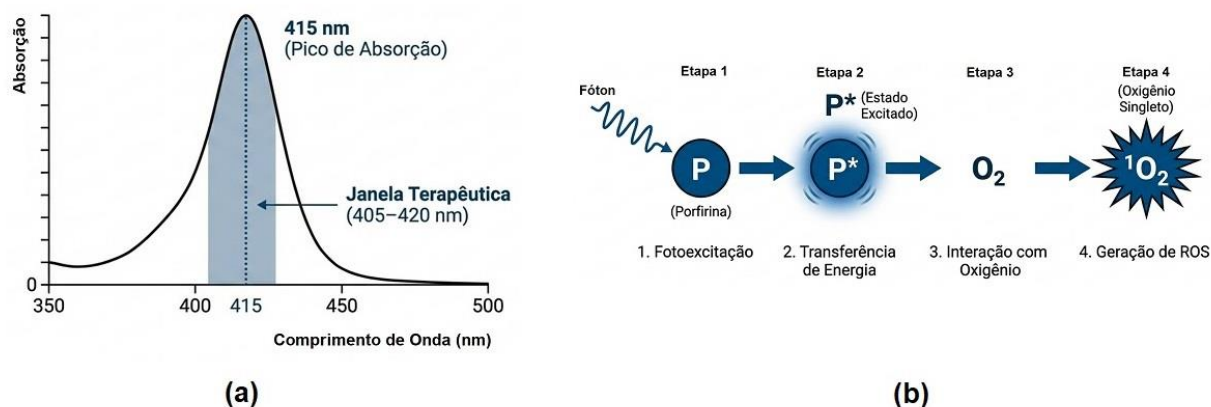 Absorção
415 nm
(Pico de Absorção)
Janela Terapêutica
(405–420 nm)
0
350
400
415
450
500
Comprimento de Onda (nm)
(a)
Etapa 1
Etapa 2
Etapa 3
Etapa 4
Fóton
P* (Estado
Excitado)
(Oxigênio
Singleto)
P
P*
O₂
¹O₂
(Porfirina)
1. Fotoexcitação
2. Transferência
de Energia
3. Interação com
Oxigênio
4. Geração de ROS
(b)